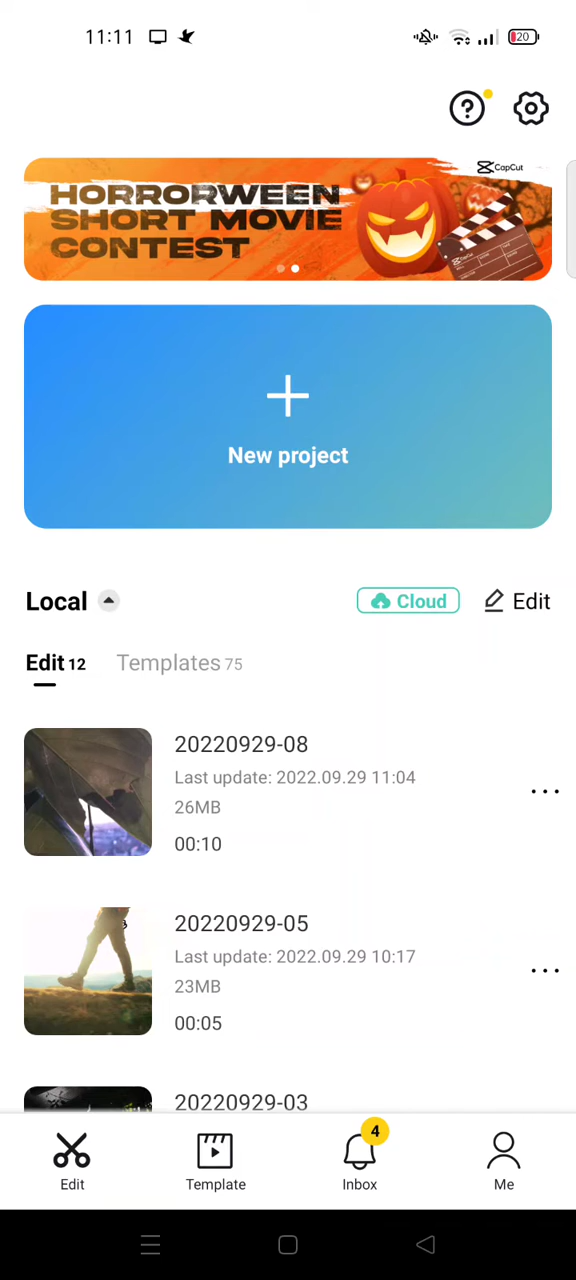 11:11
20
CapCut
HORRORWEEN
SHORT MOVIE
CONTEST
New project
Local
Cloud
Edit
Edit 12
Templates 75
20220929-08
Last update: 2022.09.29 11:04
26MB
00:10
20220929-05
Last update: 2022.09.29 10:17
23MB
00:05
20220929-03
4
Edit
Template
Inbox
Me